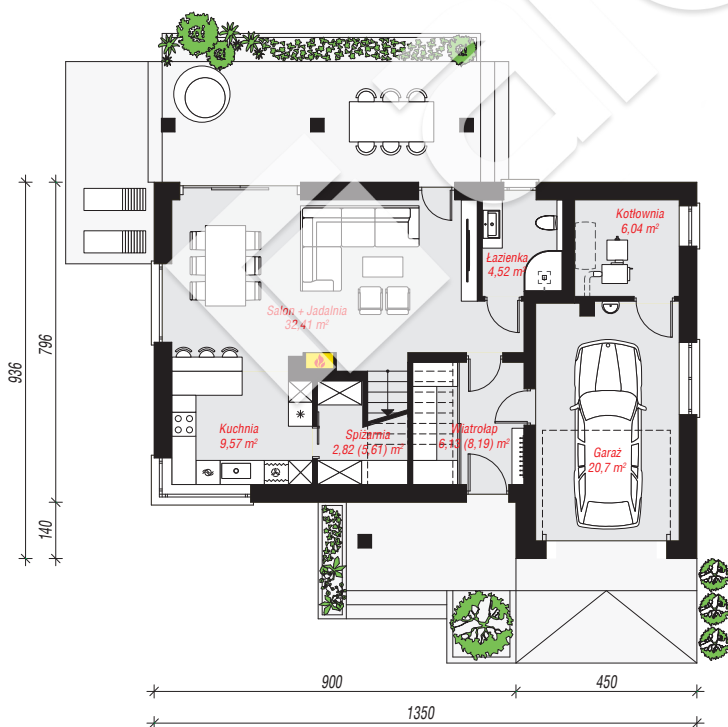 Kotłownia
6,04 m²
Łazienka
4,52 m²
Salon + Jadalnia
32,41 m²
Kuchnia
9,57 m²
Spiżarnia
2,82 (5,61) m²
Wiatrołap
6,13 (8,19) m²
Garaż
20,7 m²
936
796
140
900
450
1350